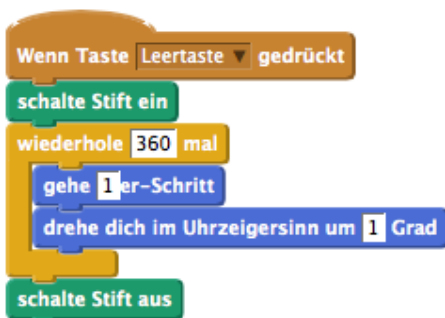 Wenn Taste Leertaste gedrückt
schalte Stift ein
wiederhole 360 mal
gehe 1er-Schritt
drehe dich im Uhrzeigersinn um 1 Grad
schalte Stift aus